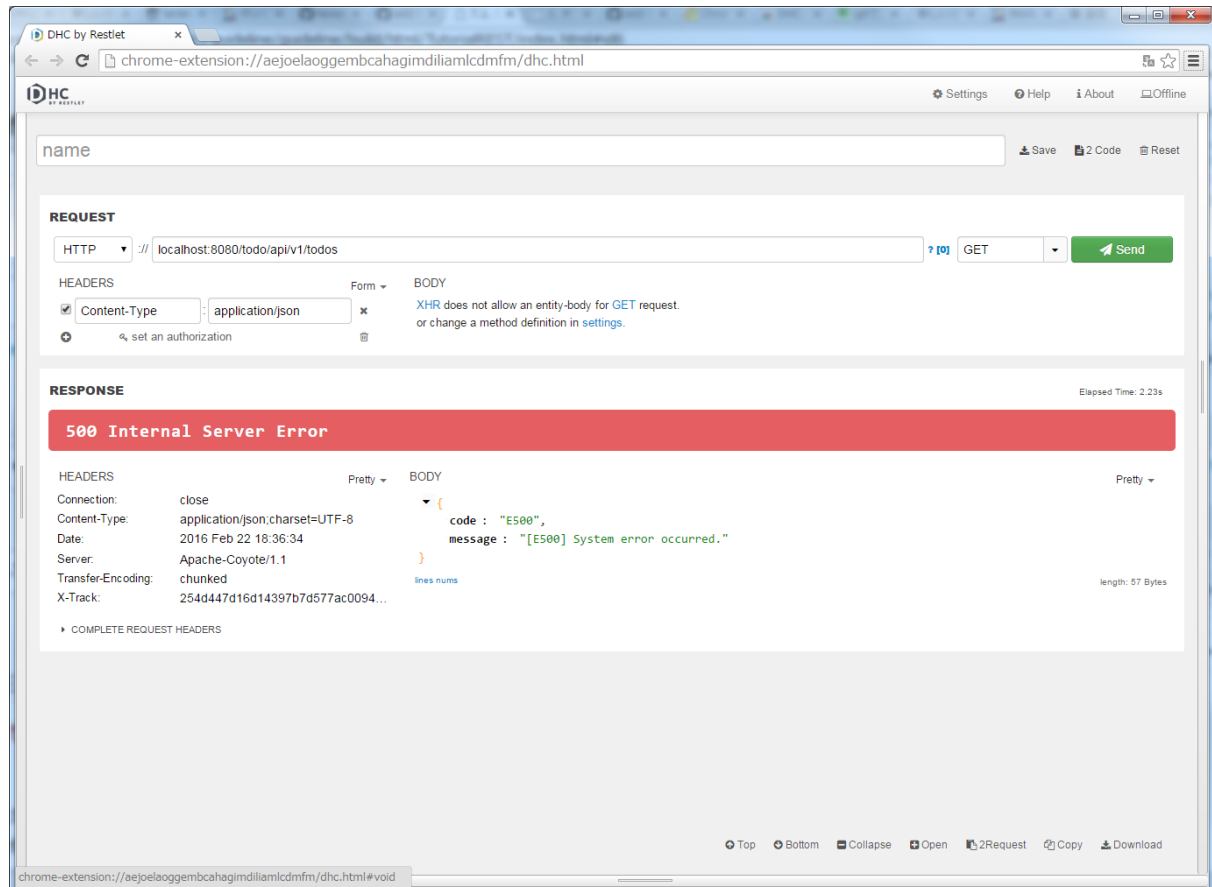 DHC by Restlet
chrome-extension://aejoelaoggembcahagimdiliamlcdmfm/dhc.html
DHC
BY RESTLET
Settings Help About Offline
name
Save 2 Code Reset
REQUEST
HTTP :// localhost:8080/todo/api/v1/todos ? [0] GET Send
HEADERS Form BODY
Content-Type : application/json
XHR does not allow an entity-body for GET request.
or change a method definition in settings.
set an authorization
RESPONSE Elapsed Time: 2.23s
500 Internal Server Error
HEADERS Pretty BODY Pretty
Connection: close
Content-Type: application/json;charset=UTF-8
Date: 2016 Feb 22 18:36:34
Server: Apache-Coyote/1.1
Transfer-Encoding: chunked
X-Track: 254d447d16d14397b7d577ac0094...
{
code : "E500",
message : "[E500] System error occurred."
}
lines nums length: 57 Bytes
COMPLETE REQUEST HEADERS
Top Bottom Collapse Open 2Request Copy Download
chrome-extension://aejoelaoggembcahagimdiliamlcdmfm/dhc.html#void